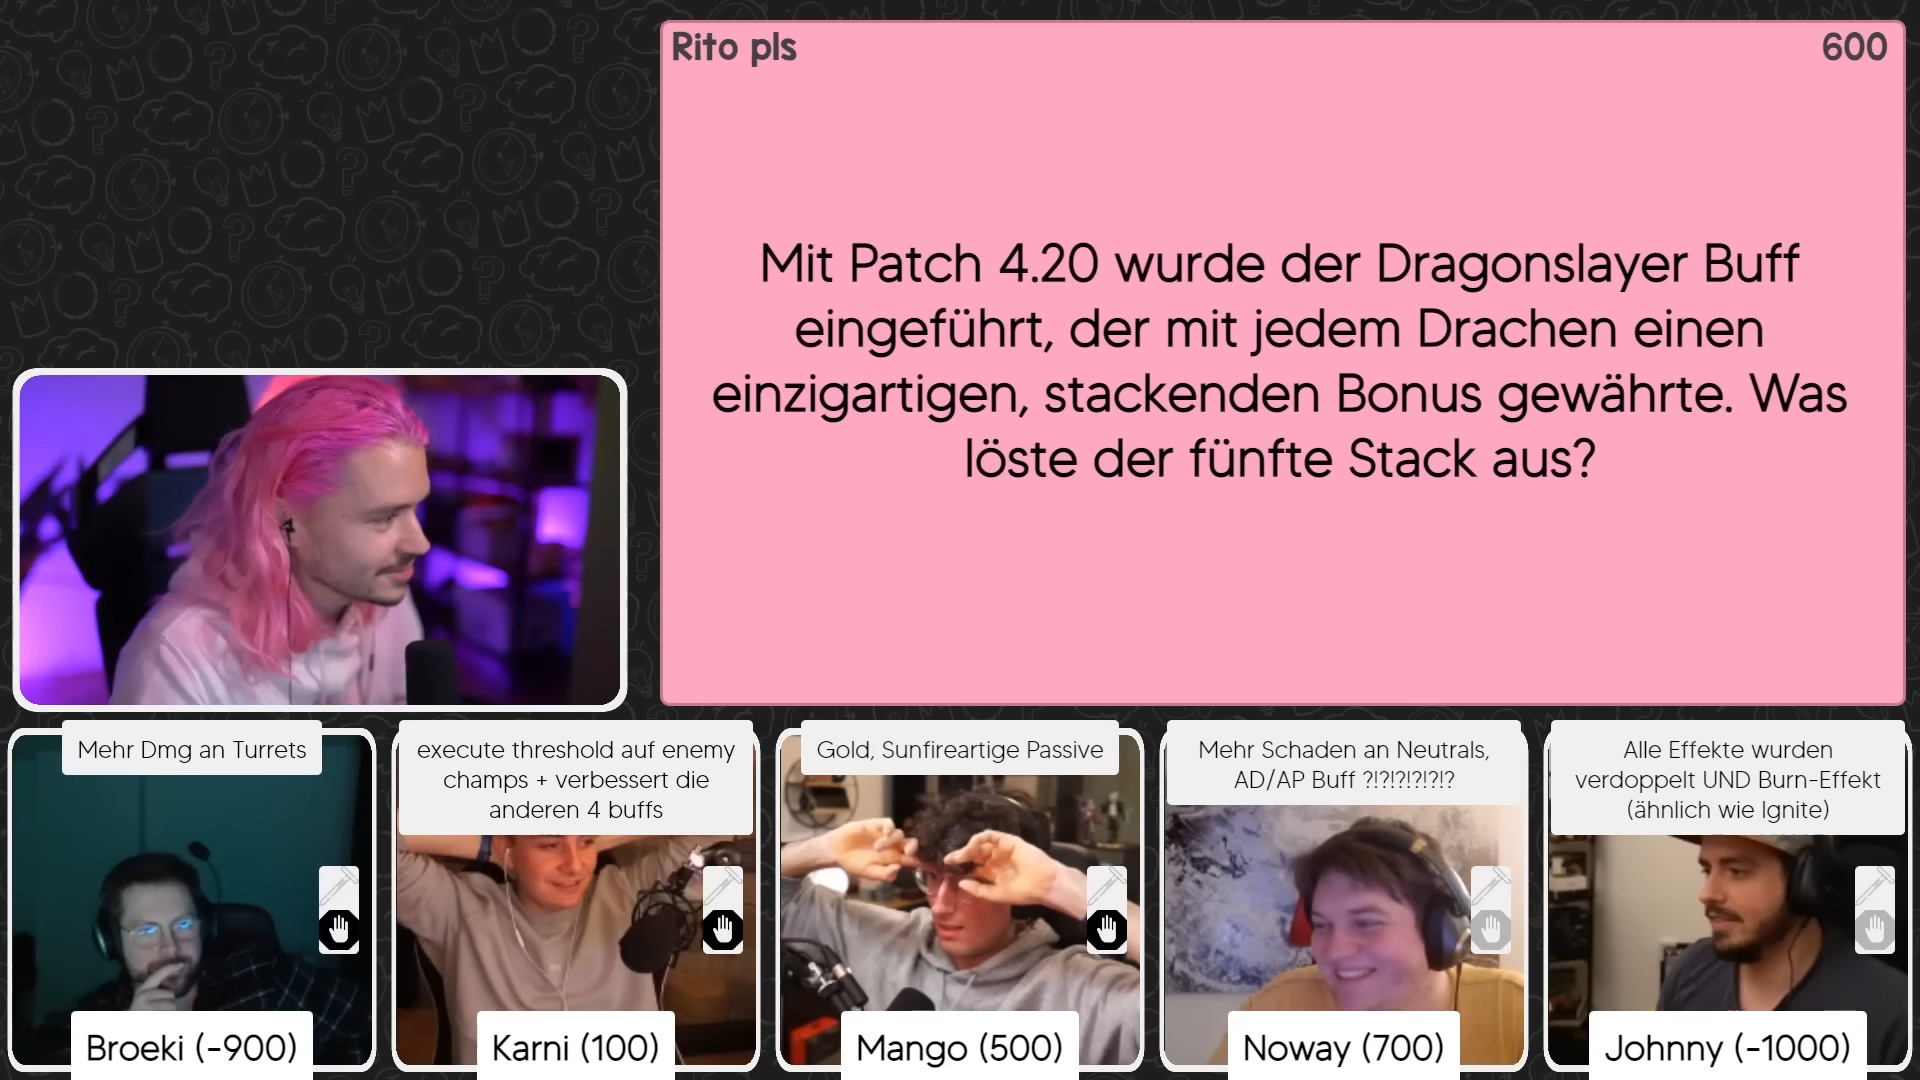 Rito pls
600
Mit Patch 4.20 wurde der Dragonslayer Buff
eingeführt, der mit jedem Drachen einen
einzigartigen, stackenden Bonus gewährte. Was
löste der fünfte Stack aus?
Mehr Dmg an Turrets
execute threshold auf enemy
champs + verbessert die
anderen 4 buffs
Gold, Sunfireartige Passive
Mehr Schaden an Neutrals,
AD/AP Buff ?!?!?!?!?!?
Alle Effekte wurden
verdoppelt UND Burn-Effekt
(ähnlich wie Ignite)
Broeki (-900)
Karni (100)
Mango (500)
Noway (700)
Johnny (-1000)